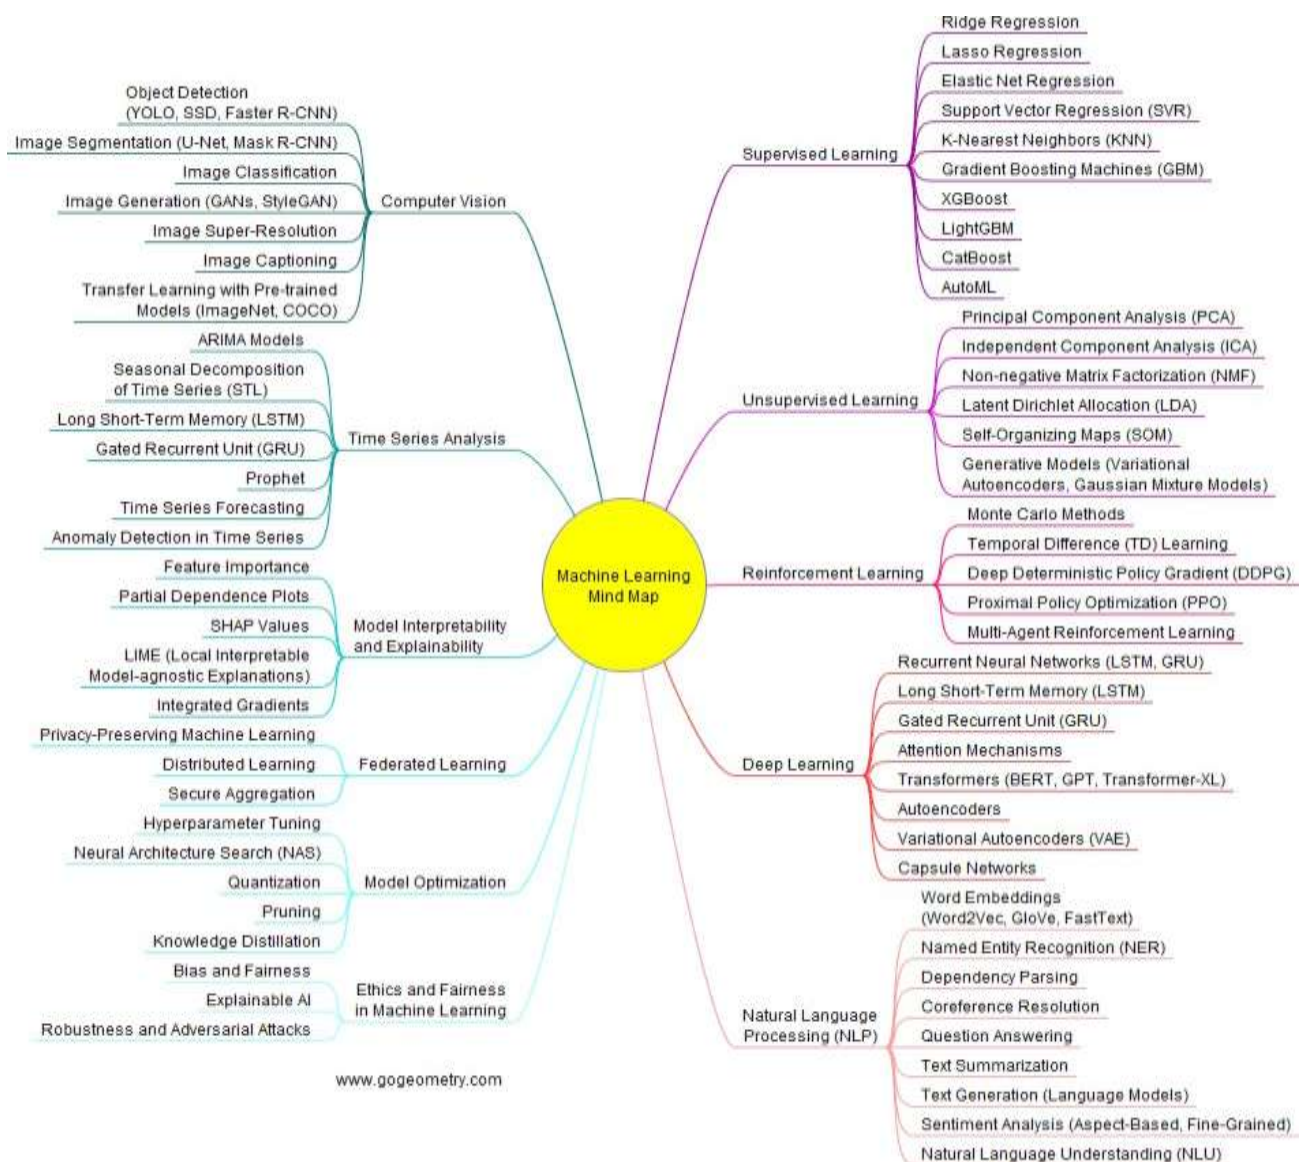 Machine Learning
Mind Map
Supervised Learning
Ridge Regression
Lasso Regression
Elastic Net Regression
Support Vector Regression (SVR)
K-Nearest Neighbors (KNN)
Gradient Boosting Machines (GBM)
XGBoost
LightGBM
CatBoost
AutoML
Unsupervised Learning
Principal Component Analysis (PCA)
Independent Component Analysis (ICA)
Non-negative Matrix Factorization (NMF)
Latent Dirichlet Allocation (LDA)
Self-Organizing Maps (SOM)
Generative Models (Variational
Autoencoders, Gaussian Mixture Models)
Reinforcement Learning
Monte Carlo Methods
Temporal Difference (TD) Learning
Deep Deterministic Policy Gradient (DDPG)
Proximal Policy Optimization (PPO)
Multi-Agent Reinforcement Learning
Deep Learning
Recurrent Neural Networks (LSTM, GRU)
Long Short-Term Memory (LSTM)
Gated Recurrent Unit (GRU)
Attention Mechanisms
Transformers (BERT, GPT, Transformer-XL)
Autoencoders
Variational Autoencoders (VAE)
Capsule Networks
Natural Language
Processing (NLP)
Word Embeddings
(Word2Vec, GloVe, FastText)
Named Entity Recognition (NER)
Dependency Parsing
Coreference Resolution
Question Answering
Text Summarization
Text Generation (Language Models)
Sentiment Analysis (Aspect-Based, Fine-Grained)
Natural Language Understanding (NLU)
Computer Vision
Object Detection
(YOLO, SSD, Faster R-CNN)
Image Segmentation (U-Net, Mask R-CNN)
Image Classification
Image Generation (GANs, StyleGAN)
Image Super-Resolution
Image Captioning
Transfer Learning with Pre-trained
Models (ImageNet, COCO)
Time Series Analysis
ARIMA Models
Seasonal Decomposition
of Time Series (STL)
Long Short-Term Memory (LSTM)
Gated Recurrent Unit (GRU)
Prophet
Time Series Forecasting
Anomaly Detection in Time Series
Model Interpretability
and Explainability
Feature Importance
Partial Dependence Plots
SHAP Values
LIME (Local Interpretable
Model-agnostic Explanations)
Integrated Gradients
Federated Learning
Privacy-Preserving Machine Learning
Distributed Learning
Secure Aggregation
Model Optimization
Hyperparameter Tuning
Neural Architecture Search (NAS)
Quantization
Pruning
Knowledge Distillation
Ethics and Fairness
in Machine Learning
Bias and Fairness
Explainable AI
Robustness and Adversarial Attacks
www.gogeometry.com